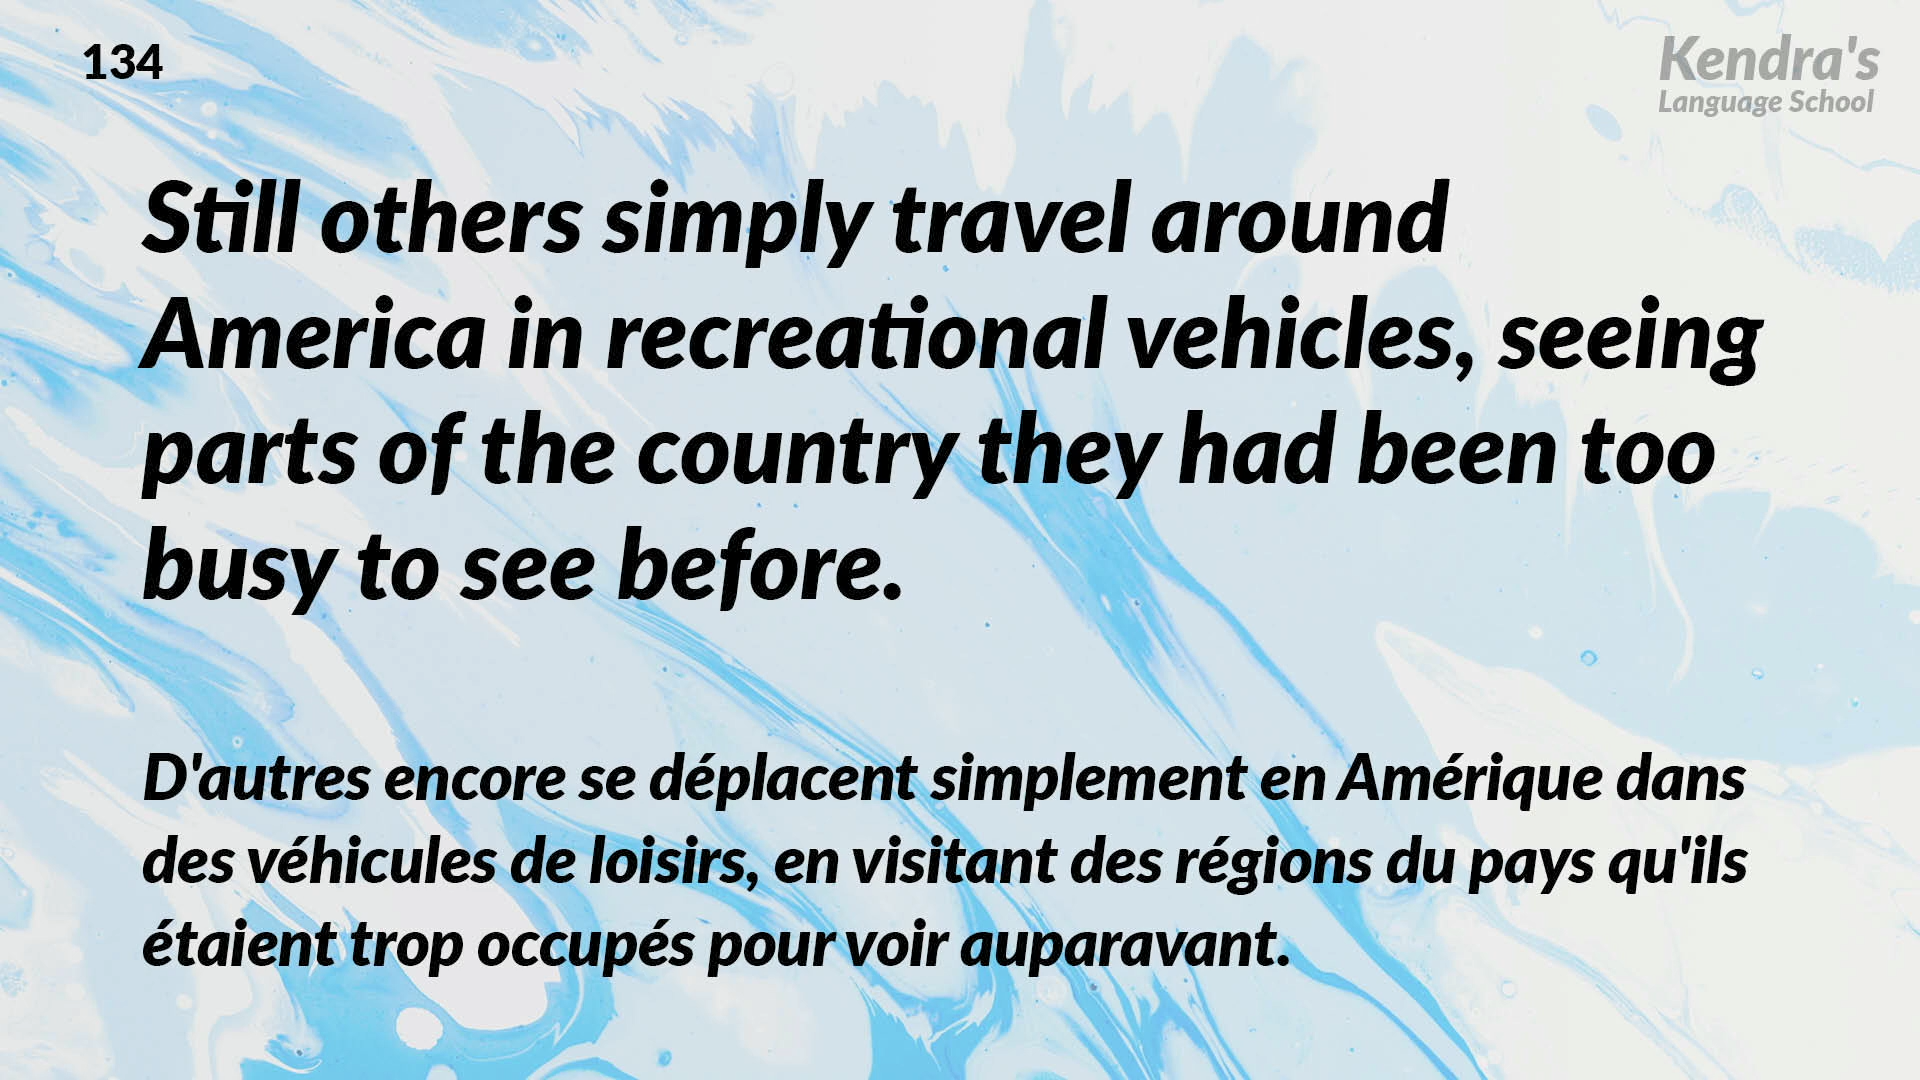 134
Kendra's
Language School
Still others simply travel around
America in recreational vehicles, seeing
parts of the country they had been too
busy to see before.
D'autres encore se déplacent simplement en Amérique dans
des véhicules de loisirs, en visitant des régions du pays qu'ils
étaient trop occupés pour voir auparavant.